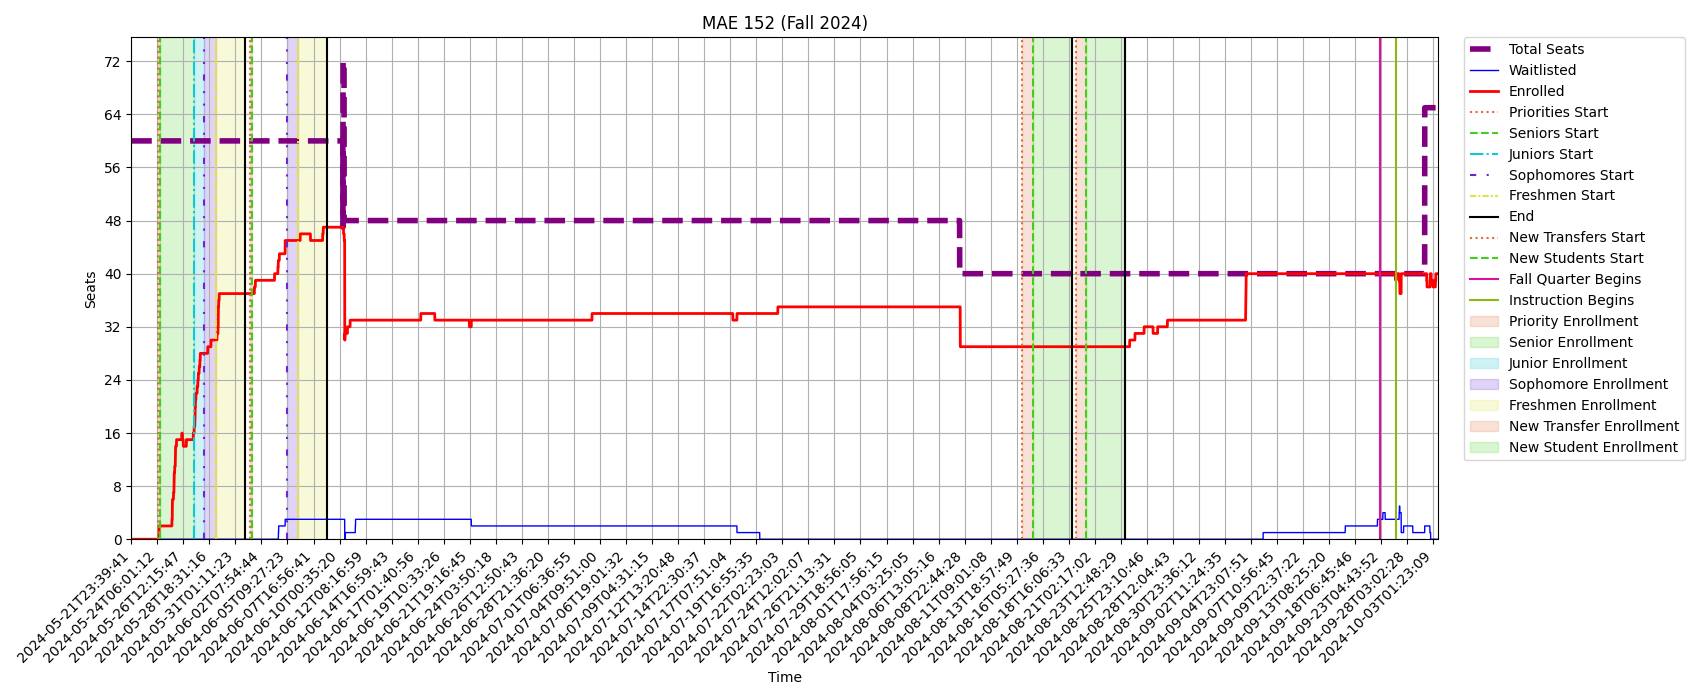 MAE 152 (Fall 2024)
Seats
72
64
56
48
40
32
24
16
8
0
2024-05-21T23:39:41
2024-05-24T06:01:12
2024-05-26T12:15:47
2024-05-28T18:31:16
2024-05-31T01:11:23
2024-06-02T07:54:44
2024-06-05T09:27:23
2024-06-07T16:56:41
2024-06-10T00:35:20
2024-06-12T08:16:59
2024-06-14T16:59:43
2024-06-17T01:40:56
2024-06-19T10:33:26
2024-06-21T19:16:45
2024-06-24T03:50:18
2024-06-26T12:50:43
2024-06-28T21:36:20
2024-07-01T06:36:55
2024-07-04T09:51:00
2024-07-06T19:01:32
2024-07-09T04:31:15
2024-07-12T13:20:48
2024-07-14T22:30:37
2024-07-17T07:51:04
2024-07-19T16:55:35
2024-07-22T02:23:03
2024-07-24T12:02:07
2024-07-26T21:13:31
2024-07-29T18:56:05
2024-08-01T17:56:15
2024-08-04T03:25:05
2024-08-06T13:05:16
2024-08-08T22:44:28
2024-08-11T09:01:08
2024-08-13T18:57:49
2024-08-16T05:27:36
2024-08-18T16:06:33
2024-08-21T02:17:02
2024-08-23T12:48:29
2024-08-25T23:10:46
2024-08-28T12:04:43
2024-08-30T23:36:12
2024-09-02T11:24:35
2024-09-04T23:07:51
2024-09-07T10:56:45
2024-09-09T22:37:22
2024-09-13T08:25:20
2024-09-18T06:45:46
2024-09-23T04:43:52
2024-09-28T03:02:28
2024-10-03T01:23:09
Time
Total Seats
Waitlisted
Enrolled
Priorities Start
Seniors Start
Juniors Start
Sophomores Start
Freshmen Start
End
New Transfers Start
New Students Start
Fall Quarter Begins
Instruction Begins
Priority Enrollment
Senior Enrollment
Junior Enrollment
Sophomore Enrollment
Freshmen Enrollment
New Transfer Enrollment
New Student Enrollment